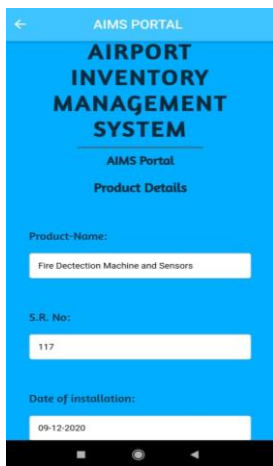 AIMS PORTAL
AIRPORT
INVENTORY
MANAGEMENT
SYSTEM
AIMS Portal
Product Details
Product-Name:
Fire Dectection Machine and Sensors
S.R. No:
117
Date of installation:
09-12-2020